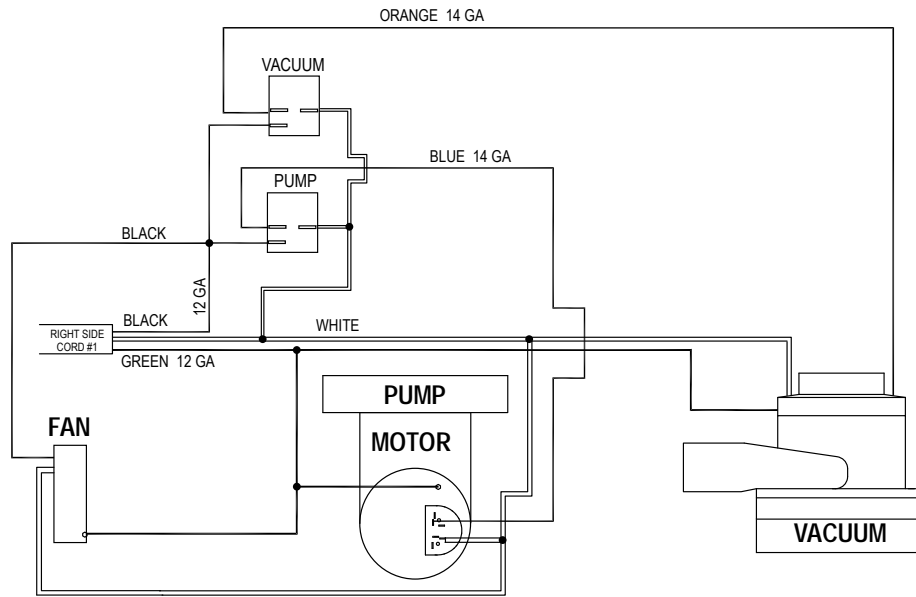 ORANGE 14 GA
VACUUM
BLUE 14 GA
PUMP
BLACK
12 GA
BLACK
WHITE
RIGHT SIDE
CORD #1
GREEN 12 GA
PUMP
FAN
MOTOR
VACUUM